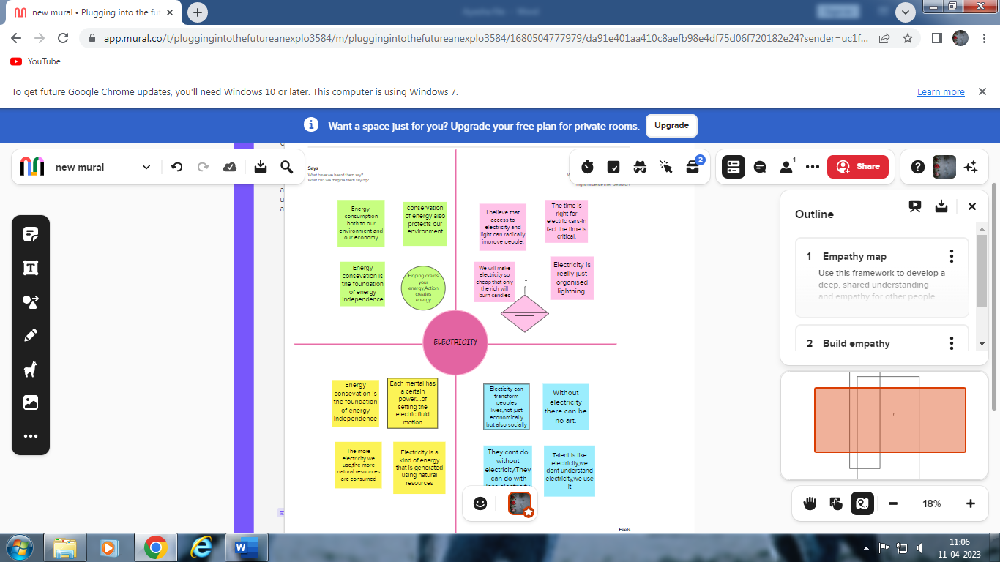 new mural • Plugging into the fut
app.mural.co/t/pluggingintothefutureanexplo3584/m/pluggingintothefutureanexplo3584/1680504777979/da91e401aa410c8aefb98e4df75d06f720182e24?sender=uc1f...
YouTube
To get future Google Chrome updates, you'll need Windows 10 or later. This computer is using Windows 7.
Learn more
Want a space just for you? Upgrade your free plan for private rooms.
Upgrade
new mural
2
1
Share
Says
What have we heard them say?
What can we imagine them saying?
Energy
consumption
both to our
environment and
our economy
conservation
of energy also
protects our
environment
I believe that
access to
electricity and
light can radically
improve people.
The time is
right for
electric cars-in
fact the time is
critical.
Energy
consevation is
the foundation
of energy
independence
Hoping drains
your
energy,Action
creates
energy
We will make
electricity so
cheap that only
the rich will
burn candles
Electricity is
really just
organised
lightning.
ELECTRICITY
Energy
consevation is
the foundation
of energy
independence
Each mental has
a certain
power....of
setting the
electric fluid
motion
Electicity can
transform
peoples
lives,not just
economically
but also socially
Without
electricity
there can be
no art.
The more
electricity we
use,the more
natural resources
are consumed
Electricity is a
kind of energy
that is generated
using natural
resources
They cant do
without
electricity.They
can do with
Talent is like
electricity,we
dont understand
electicity,we use
it
Feels
Outline
1 Empathy map
Use this framework to develop a
deep, shared understanding
and empathy for other people.
2 Build empathy
18%
11:06
11-04-2023